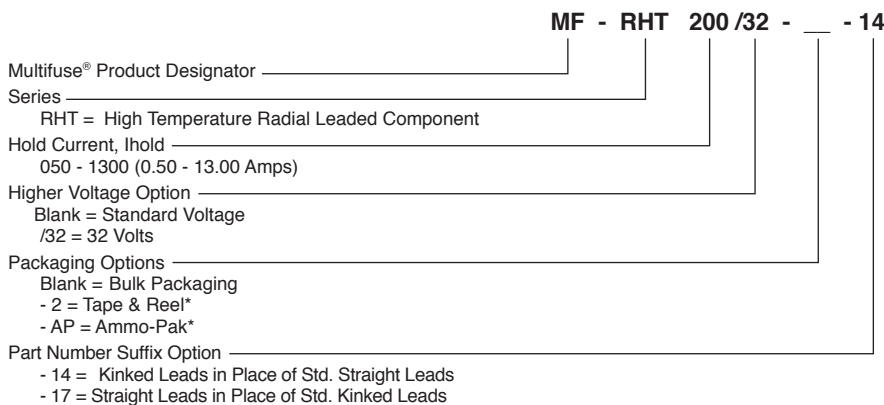 MF - RHT 200 /32 - __ - 14
Multifuse® Product Designator
Series
RHT = High Temperature Radial Leaded Component
Hold Current, Ihold
050 - 1300 (0.50 - 13.00 Amps)
Higher Voltage Option
Blank = Standard Voltage
/32 = 32 Volts
Packaging Options
Blank = Bulk Packaging
- 2 = Tape & Reel*
- AP = Ammo-Pak*
Part Number Suffix Option
- 14 = Kinked Leads in Place of Std. Straight Leads
- 17 = Straight Leads in Place of Std. Kinked Leads